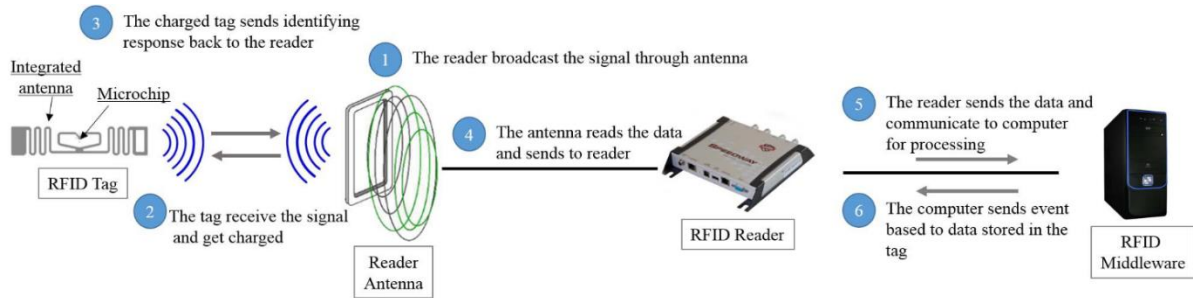 3
The charged tag sends identifying
response back to the reader
1
The reader broadcast the signal through antenna
Integrated
antenna
Microchip
RFID Tag
2
The tag receive the signal
and get charged
Reader
Antenna
4
The antenna reads the data
and sends to reader
SPEEDWAY
RFID Reader
5
The reader sends the data and
communicate to computer
for processing
6
The computer sends event
based to data stored in the
tag
RFID
Middleware